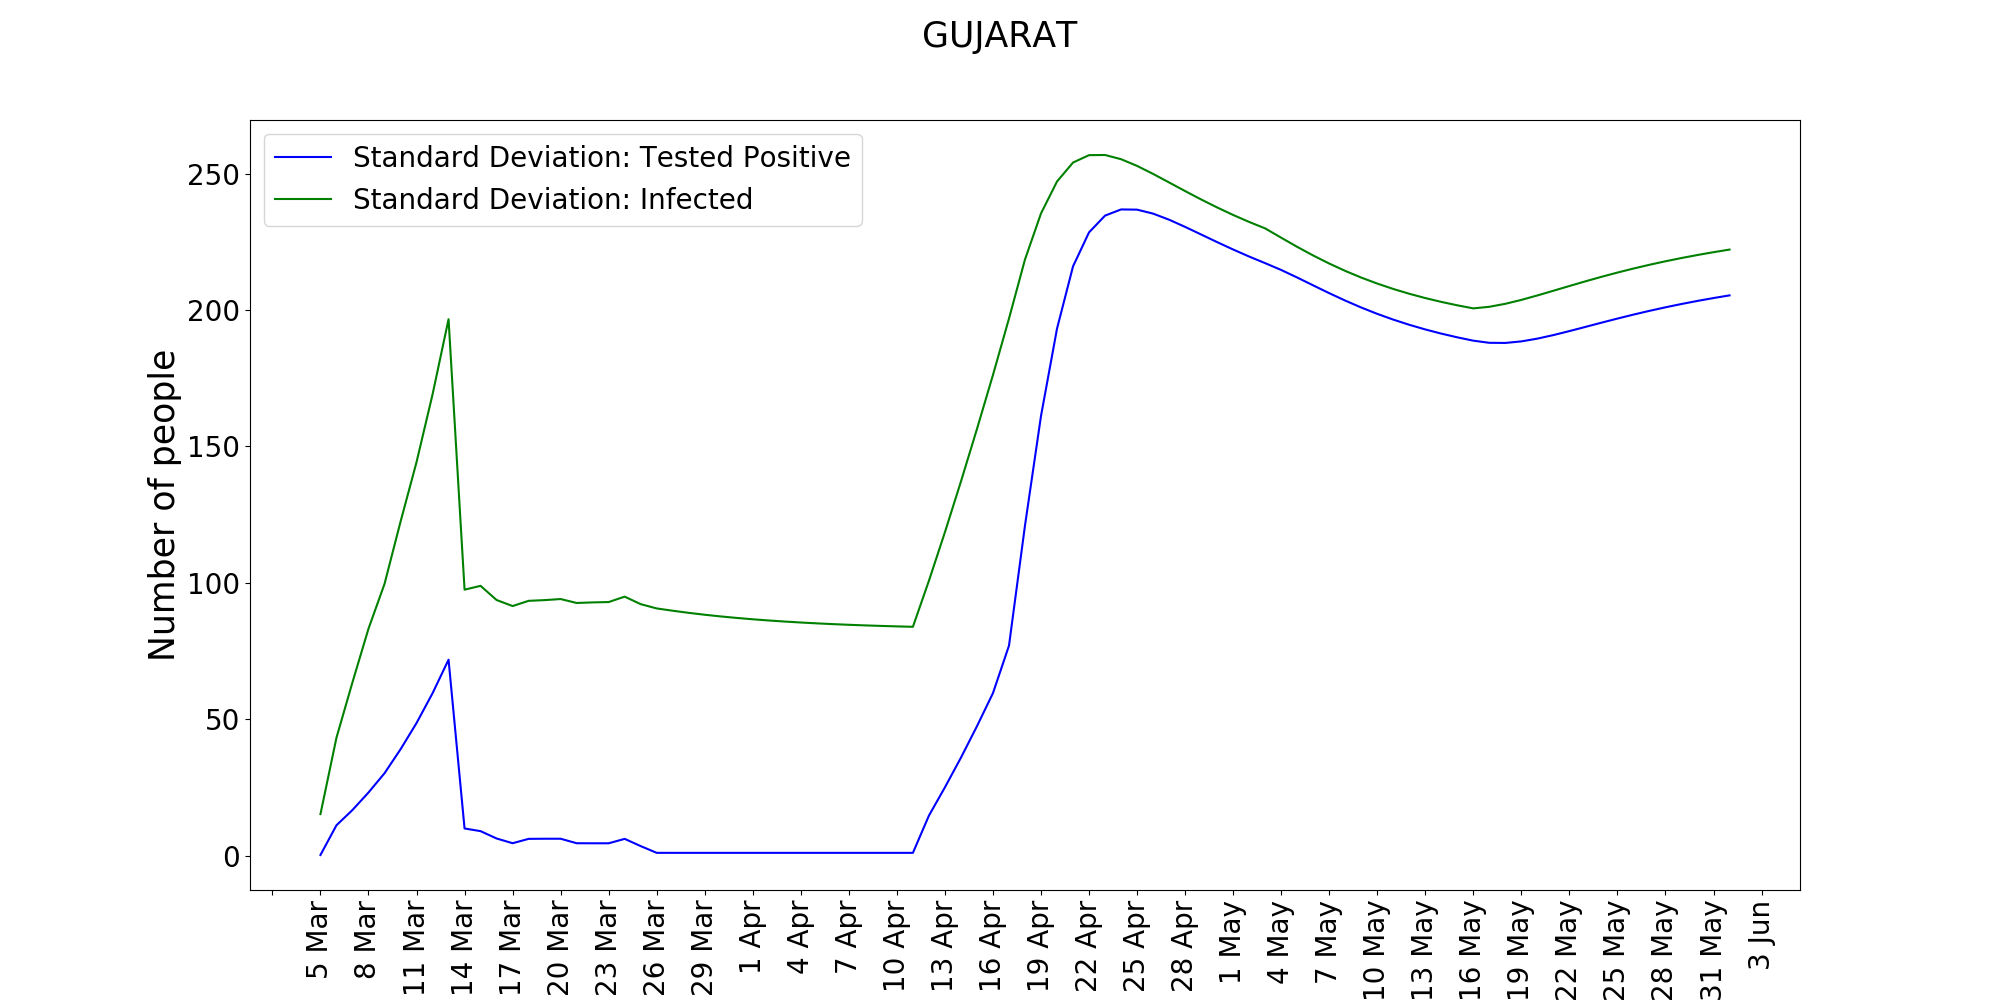 GUJARAT
Standard Deviation: Tested Positive
Standard Deviation: Infected
Number of people
250
200
150
100
50
0
5 Mar
8 Mar
11 Mar
14 Mar
17 Mar
20 Mar
23 Mar
26 Mar
29 Mar
1 Apr
4 Apr
7 Apr
10 Apr
13 Apr
16 Apr
19 Apr
22 Apr
25 Apr
28 Apr
1 May
4 May
7 May
10 May
13 May
16 May
19 May
22 May
25 May
28 May
31 May
3 Jun